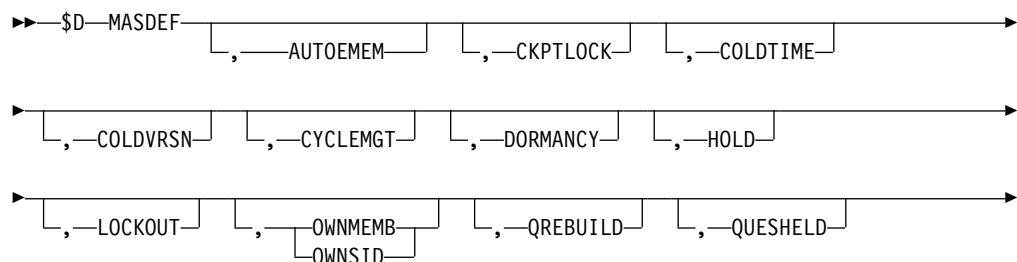 $D MASDEF , AUTOEMEM , CKPTLOCK , COLDTIME
, COLDVRSN , CYCLEMGT , DORMANCY , HOLD
, LOCKOUT , OWNMEMB , QREBUILD , QUESHELD
OWNSID